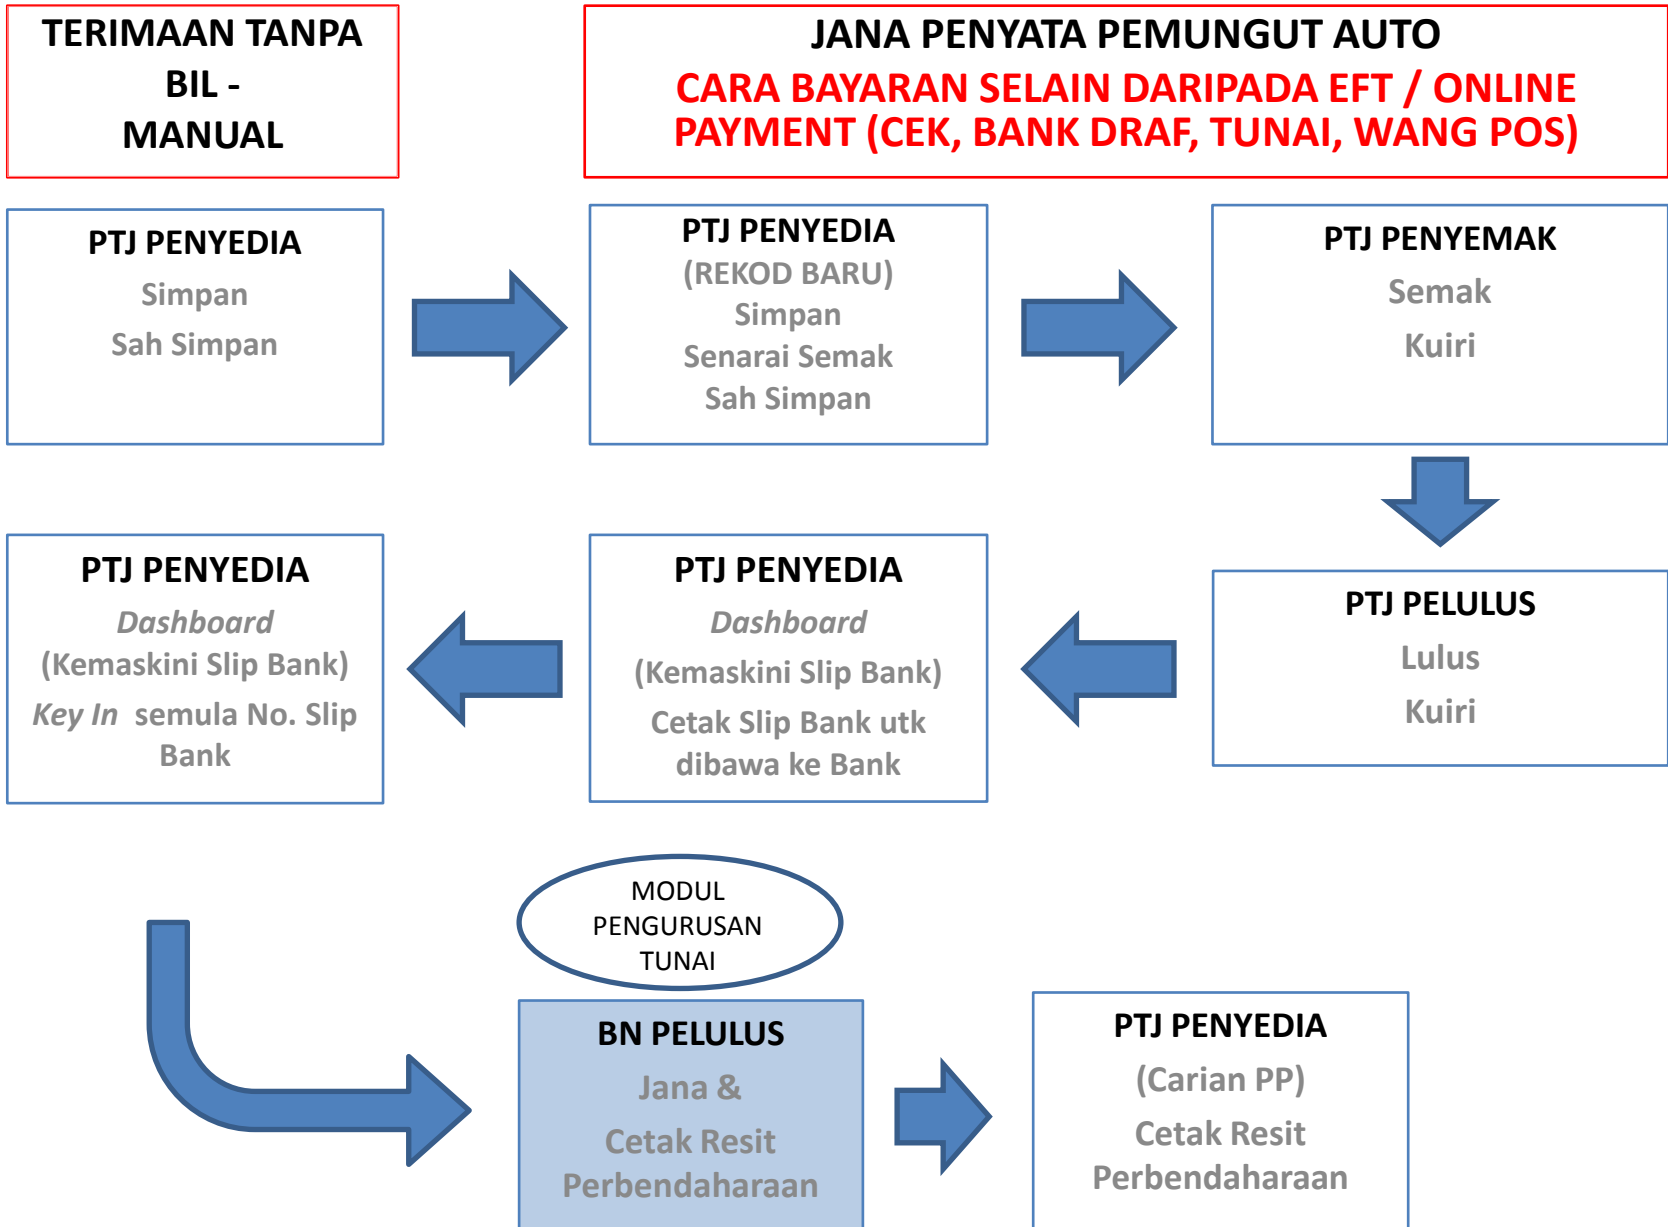 TERIMAAN TANPA
BIL -
MANUAL
JANA PENYATA PEMUNGUT AUTO
CARA BAYARAN SELAIN DARIPADA EFT / ONLINE
PAYMENT (CEK, BANK DRAF, TUNAI, WANG POS)
PTJ PENYEDIA
Simpan
Sah Simpan
PTJ PENYEDIA
(REKOD BARU)
Simpan
Senarai Semak
Sah Simpan
PTJ PENYEMAK
Semak
Kuiri
PTJ PELULUS
Lulus
Kuiri
PTJ PENYEDIA
Dashboard
(Kemaskini Slip Bank)
Cetak Slip Bank utk
dibawa ke Bank
PTJ PENYEDIA
Dashboard
(Kemaskini Slip Bank)
Key In semula No. Slip
Bank
MODUL
PENGURUSAN
TUNAI
BN PELULUS
Jana &
Cetak Resit
Perbendaharaan
PTJ PENYEDIA
(Carian PP)
Cetak Resit
Perbendaharaan